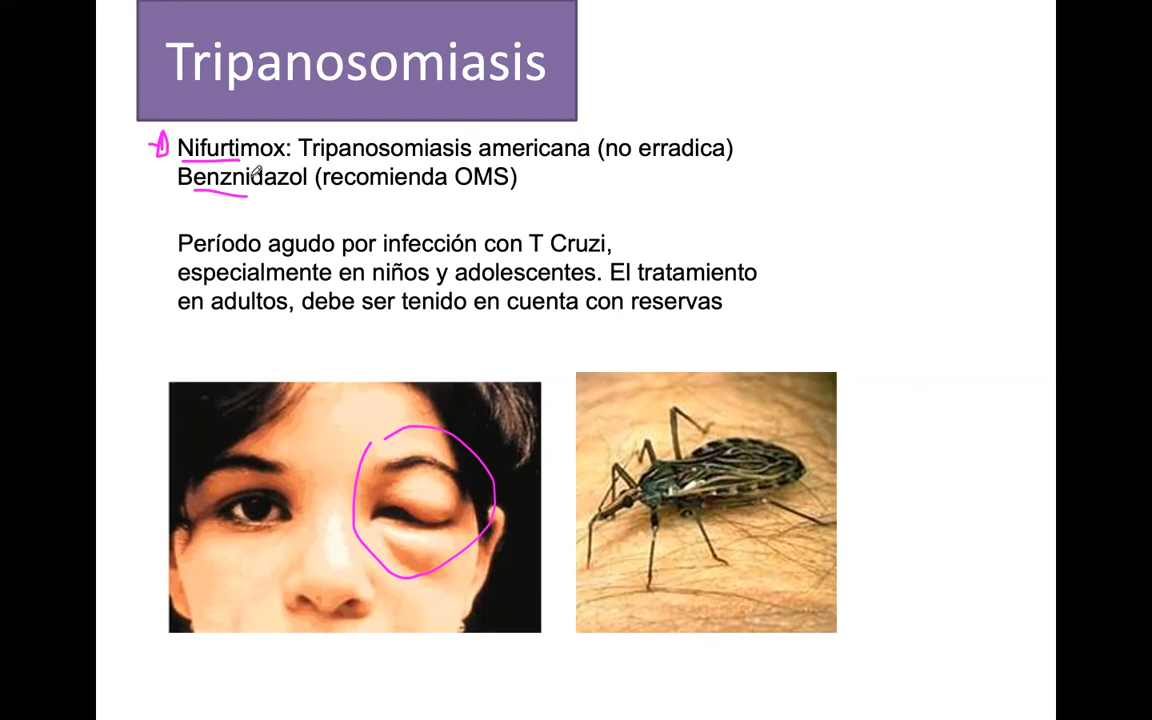 Tripanosomiasis
Nifurtimox: Tripanosomiasis americana (no erradica)
Benznidazol (recomienda OMS)
Período agudo por infección con T Cruzi,
especialmente en niños y adolescentes. El tratamiento
en adultos, debe ser tenido en cuenta con reservas